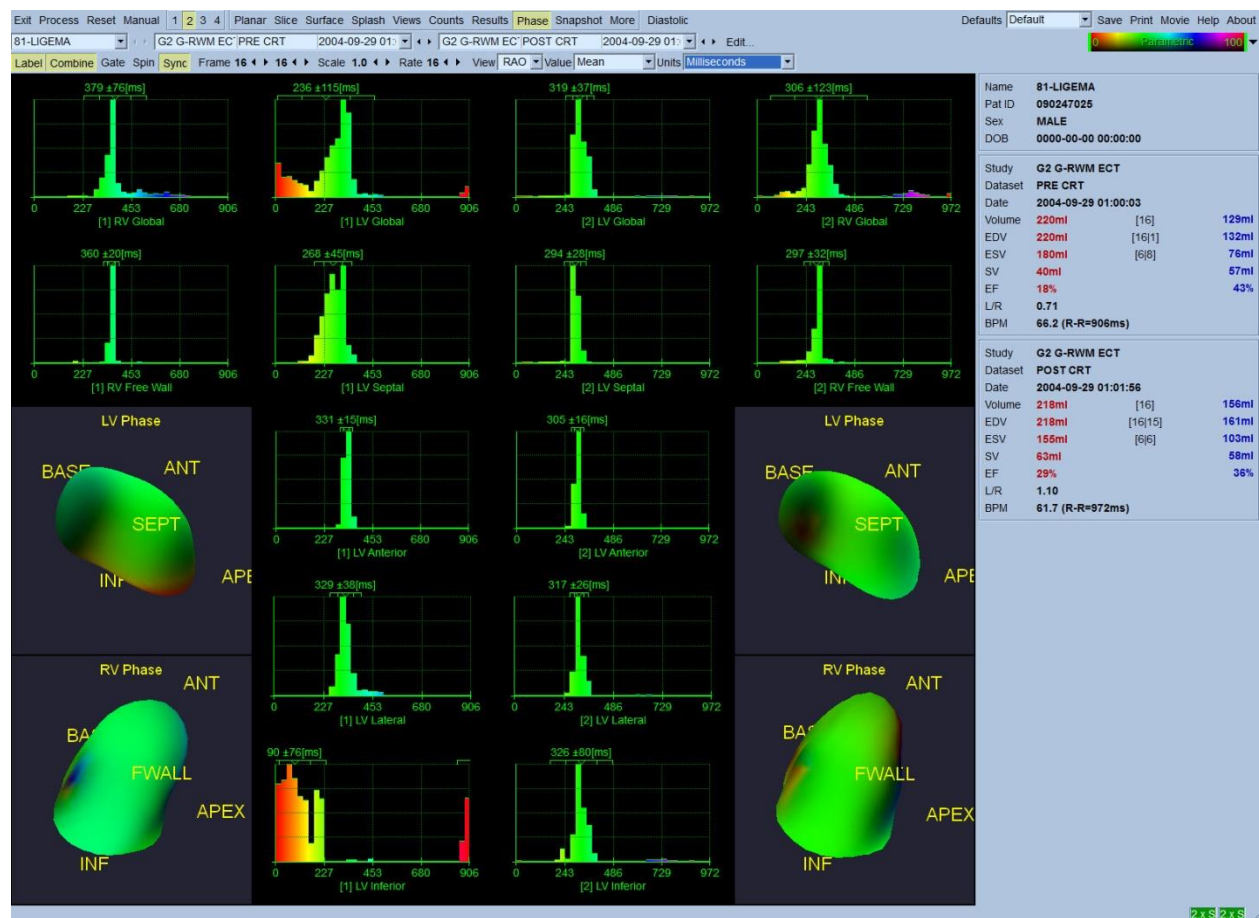 Exit Process Reset Manual 1 2 3 4 Planar Slice Surface Splash Views Counts Results Phase Snapshot More Diastolic Defaults Default Save Print Movie Help About
81-LIGEMA G2 G-RWM EC PRE CRT 2004-09-29 01: G2 G-RWM EC POST CRT 2004-09-29 01: Edit... 0 Parametric 100
Label Combine Gate Spin Sync Frame 16 16 Scale 1.0 Rate 16 View RAO Value Mean Units Milliseconds
379 ±76[ms] 236 ±115[ms] 319 ±37[ms] 306 ±123[ms]
0 227 453 680 906 0 227 453 680 906 0 243 486 729 972 0 243 486 729 972
[1] RV Global [1] LV Global [2] LV Global [2] RV Global
360 ±20[ms] 268 ±45[ms] 294 ±28[ms] 297 ±32[ms]
0 227 453 680 906 0 227 453 680 906 0 243 486 729 972 0 243 486 729 972
[1] RV Free Wall [1] LV Septal [2] LV Septal [2] RV Free Wall
LV Phase
BASE ANT
SEPT
INF APE
331 ±15[ms] 305 ±16[ms]
0 227 453 680 906 0 243 486 729 972
[1] LV Anterior [2] LV Anterior
LV Phase
BASE ANT
SEPT
INF APE
329 ±38[ms] 317 ±26[ms]
0 227 453 680 906 0 243 486 729 972
[1] LV Lateral [2] LV Lateral
RV Phase
ANT
BAS
FWALL
APEX
INF
90 ±76[ms] 326 ±80[ms]
0 227 453 680 906 0 243 486 729 972
[1] LV Inferior [2] LV Inferior
RV Phase
ANT
BAS
FWALL
APEX
INF
Name 81-LIGEMA
Pat ID 090247025
Sex MALE
DOB 0000-00-00 00:00:00
Study G2 G-RWM ECT
Dataset PRE CRT
Date 2004-09-29 01:00:03
Volume 220ml [16] 129ml
EDV 220ml [16|1] 132ml
ESV 180ml [6|8] 76ml
SV 40ml 57ml
EF 18% 43%
L/R 0.71
BPM 66.2 (R-R=906ms)
Study G2 G-RWM ECT
Dataset POST CRT
Date 2004-09-29 01:01:56
Volume 218ml [16] 156ml
EDV 218ml [16|15] 161ml
ESV 155ml [6|6] 103ml
SV 63ml 58ml
EF 29% 36%
L/R 1.10
BPM 61.7 (R-R=972ms)
2 x S 2 x S